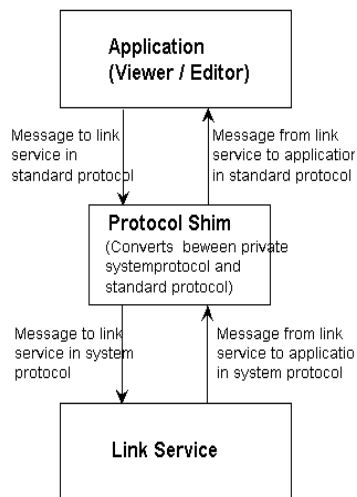 Application
(Viewer / Editor)
Message to link
service in
standard protocol
Message from link
service to application
in standard protocol
Protocol Shim
(Converts beween private
systemprotocol and
standard protocol)
Message to link
service in system
protocol
Message from link
service to application
in system protocol
Link Service